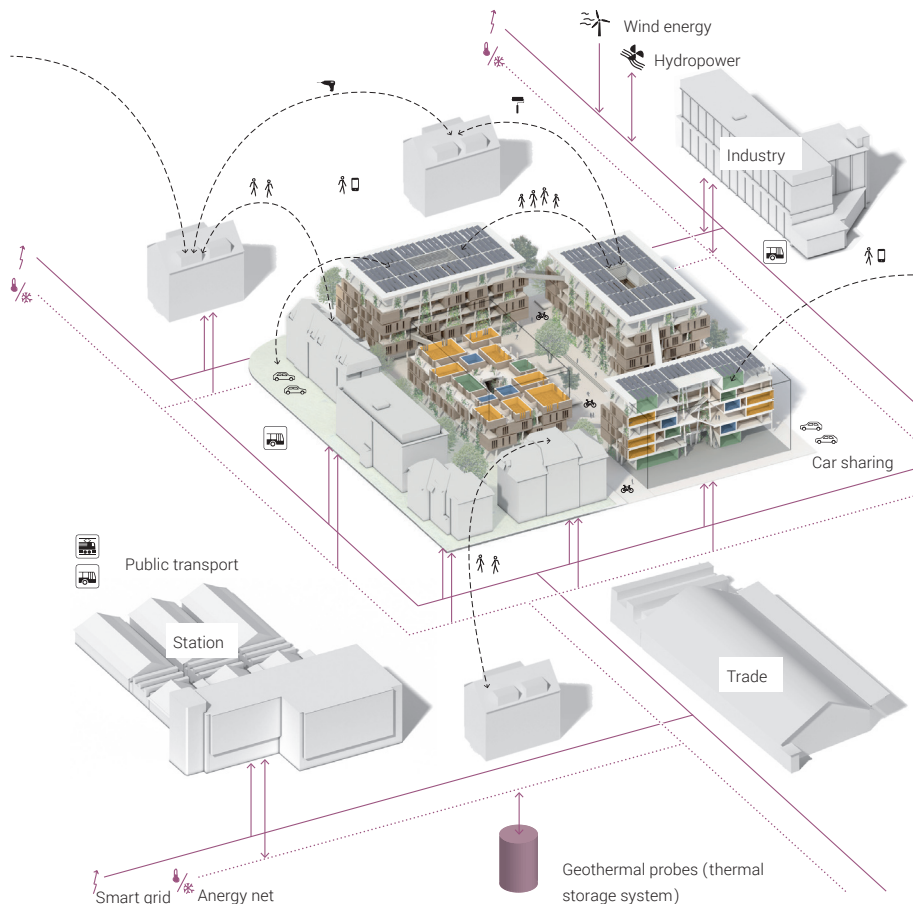 Wind energy
Hydropower
Industry
Car sharing
Public transport
Station
Trade
Geothermal probes (thermal
storage system)
Smart grid
Anergy net